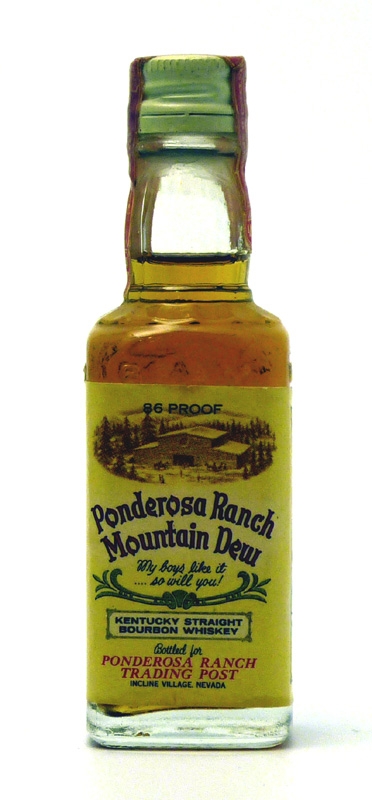 86 PROOF
Ponderosa Ranch
Mountain Dew
My boys like it
.... so will you!
KENTUCKY STRAIGHT
BOURBON WHISKEY
Bottled for
PONDEROSA RANCH
TRADING POST
INCLINE VILLAGE, NEVADA